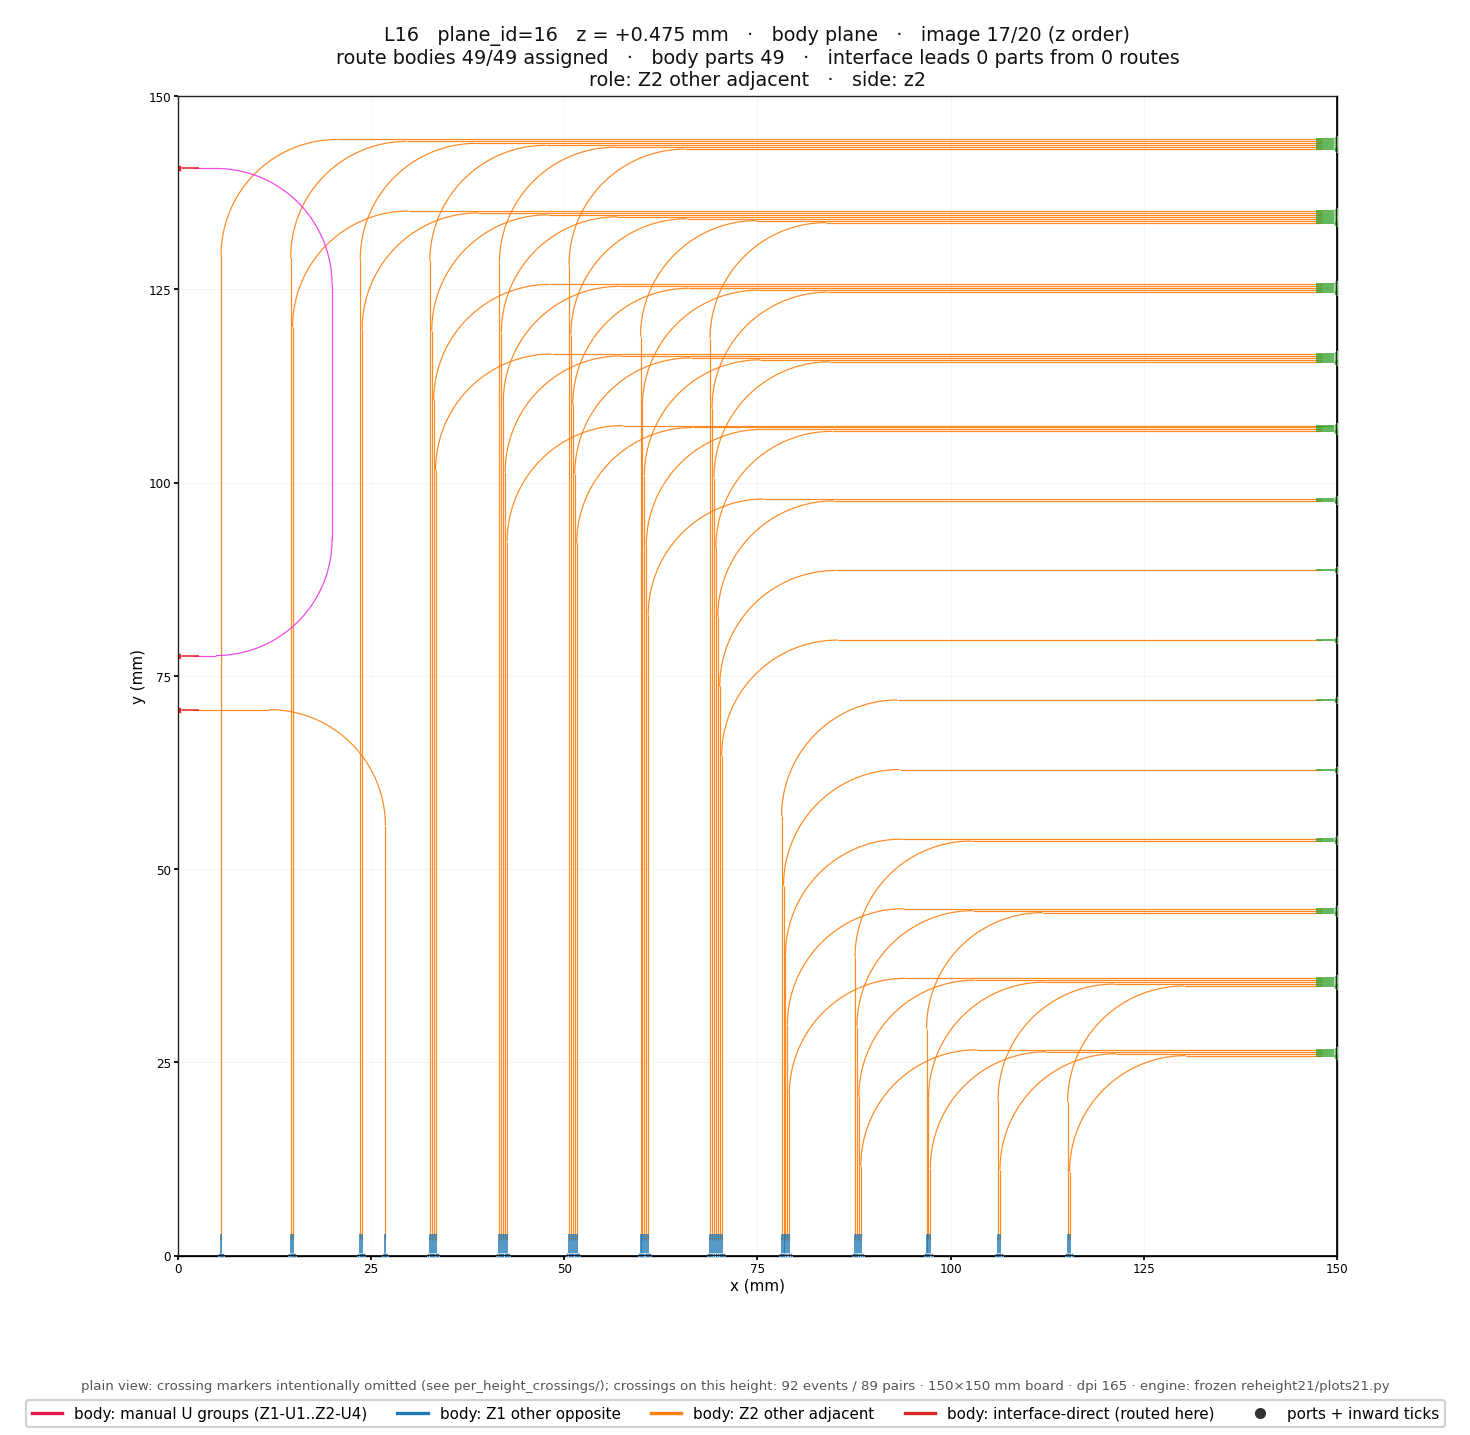 L16   plane_id=16   z = +0.475 mm   ·   body plane   ·   image 17/20 (z order)
route bodies 49/49 assigned   ·   body parts 49   ·   interface leads 0 parts from 0 routes
role: Z2 other adjacent   ·   side: z2
150
125
100
75
50
25
0
y (mm)
0 25 50 75 100 125 150
x (mm)
plain view: crossing markers intentionally omitted (see per_height_crossings/); crossings on this height: 92 events / 89 pairs · 150×150 mm board · dpi 165 · engine: frozen reheight21/plots21.py
body: manual U groups (Z1-U1..Z2-U4) body: Z1 other opposite body: Z2 other adjacent body: interface-direct (routed here) ports + inward ticks